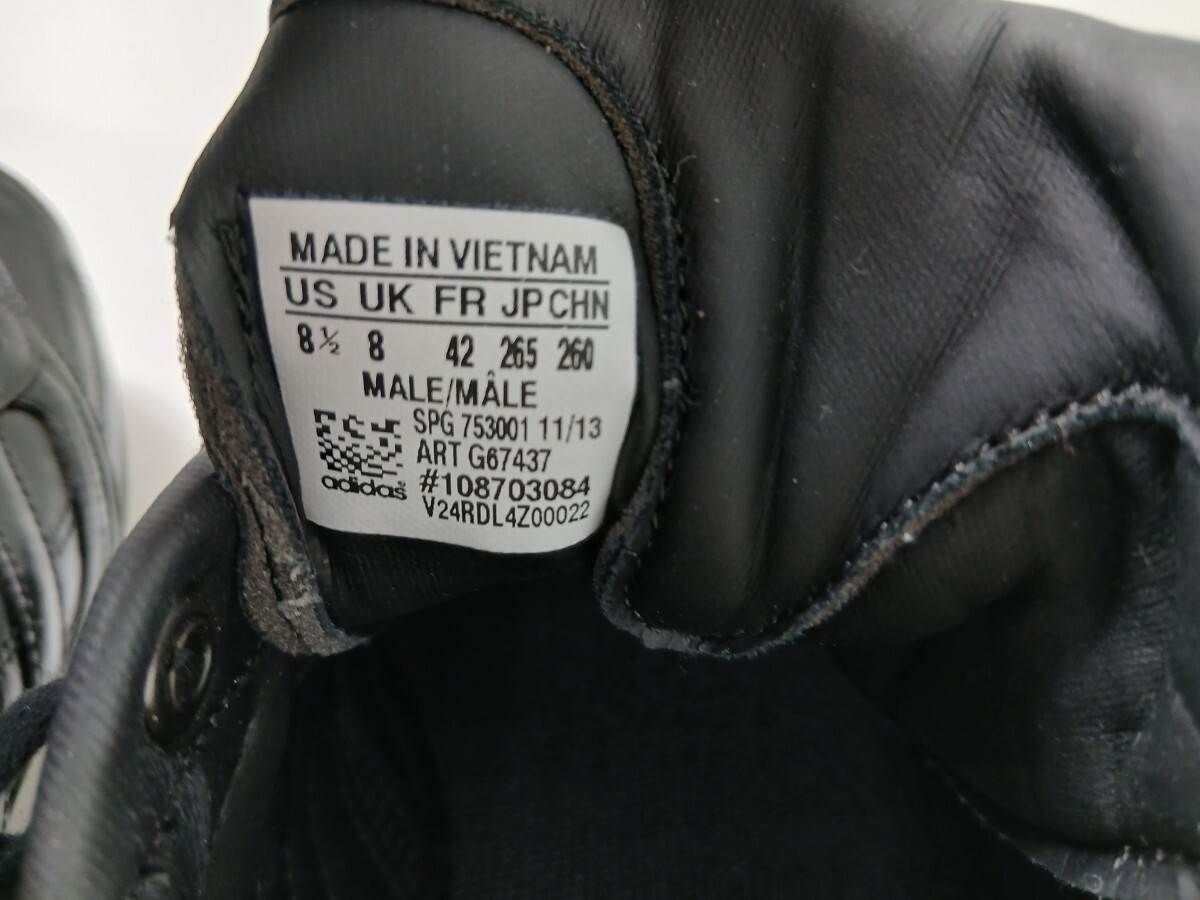 MADE IN VIETNAM
US UK FR JP CHN
8½ 8 42 265 260
MALE/MÂLE
SPG 753001 11/13
ART G67437
adidas #108703084
V24RDL4Z00022